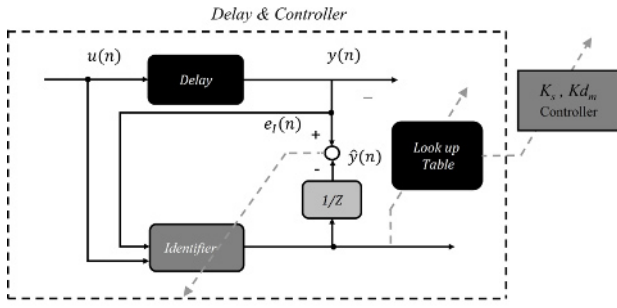 Delay & Controller
u(n)
y(n)
Delay
−
e_I(n)
+
ŷ(n)
-
1/Z
Identifier
Look up
Table
K_s , Kd_m
Controller